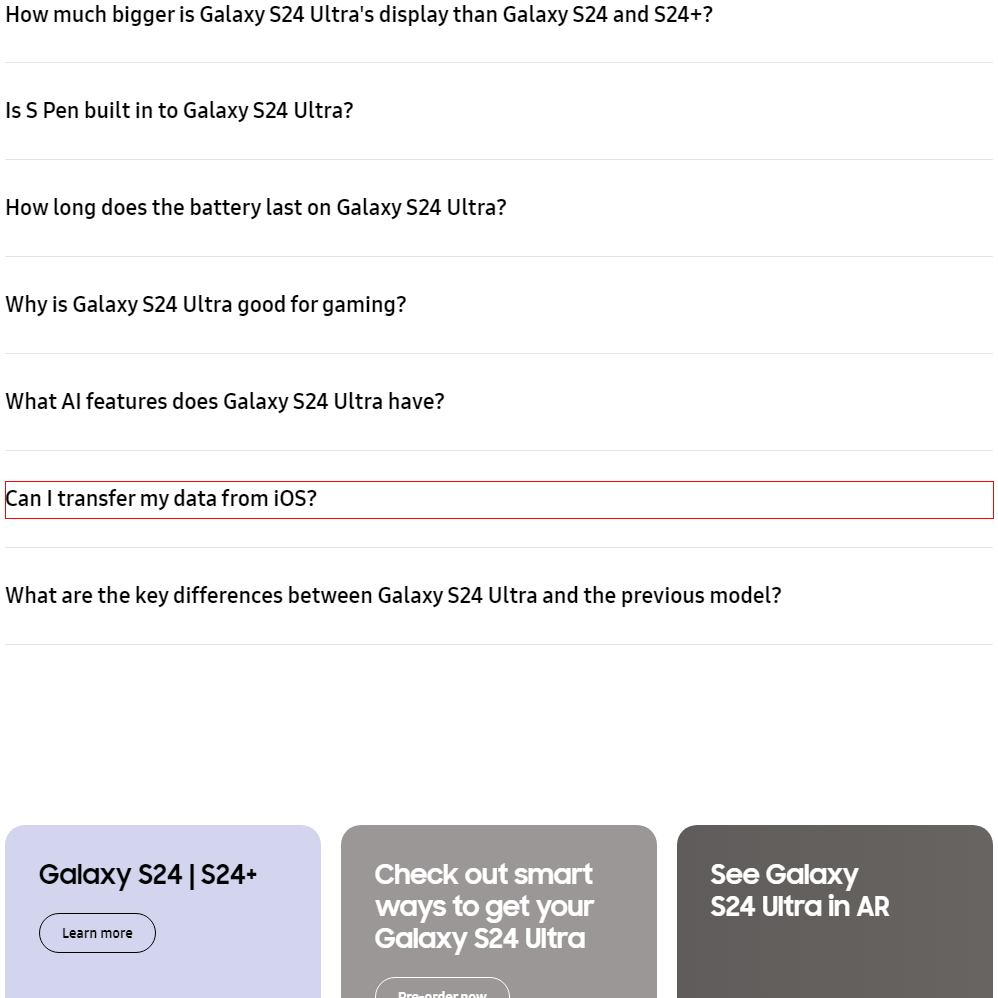 How much bigger is Galaxy S24 Ultra's display than Galaxy S24 and S24+?
Is S Pen built in to Galaxy S24 Ultra?
How long does the battery last on Galaxy S24 Ultra?
Why is Galaxy S24 Ultra good for gaming?
What AI features does Galaxy S24 Ultra have?
Can I transfer my data from iOS?
What are the key differences between Galaxy S24 Ultra and the previous model?
Galaxy S24 | S24+
Learn more
Check out smart
ways to get your
Galaxy S24 Ultra
Pre-order now
See Galaxy
S24 Ultra in AR